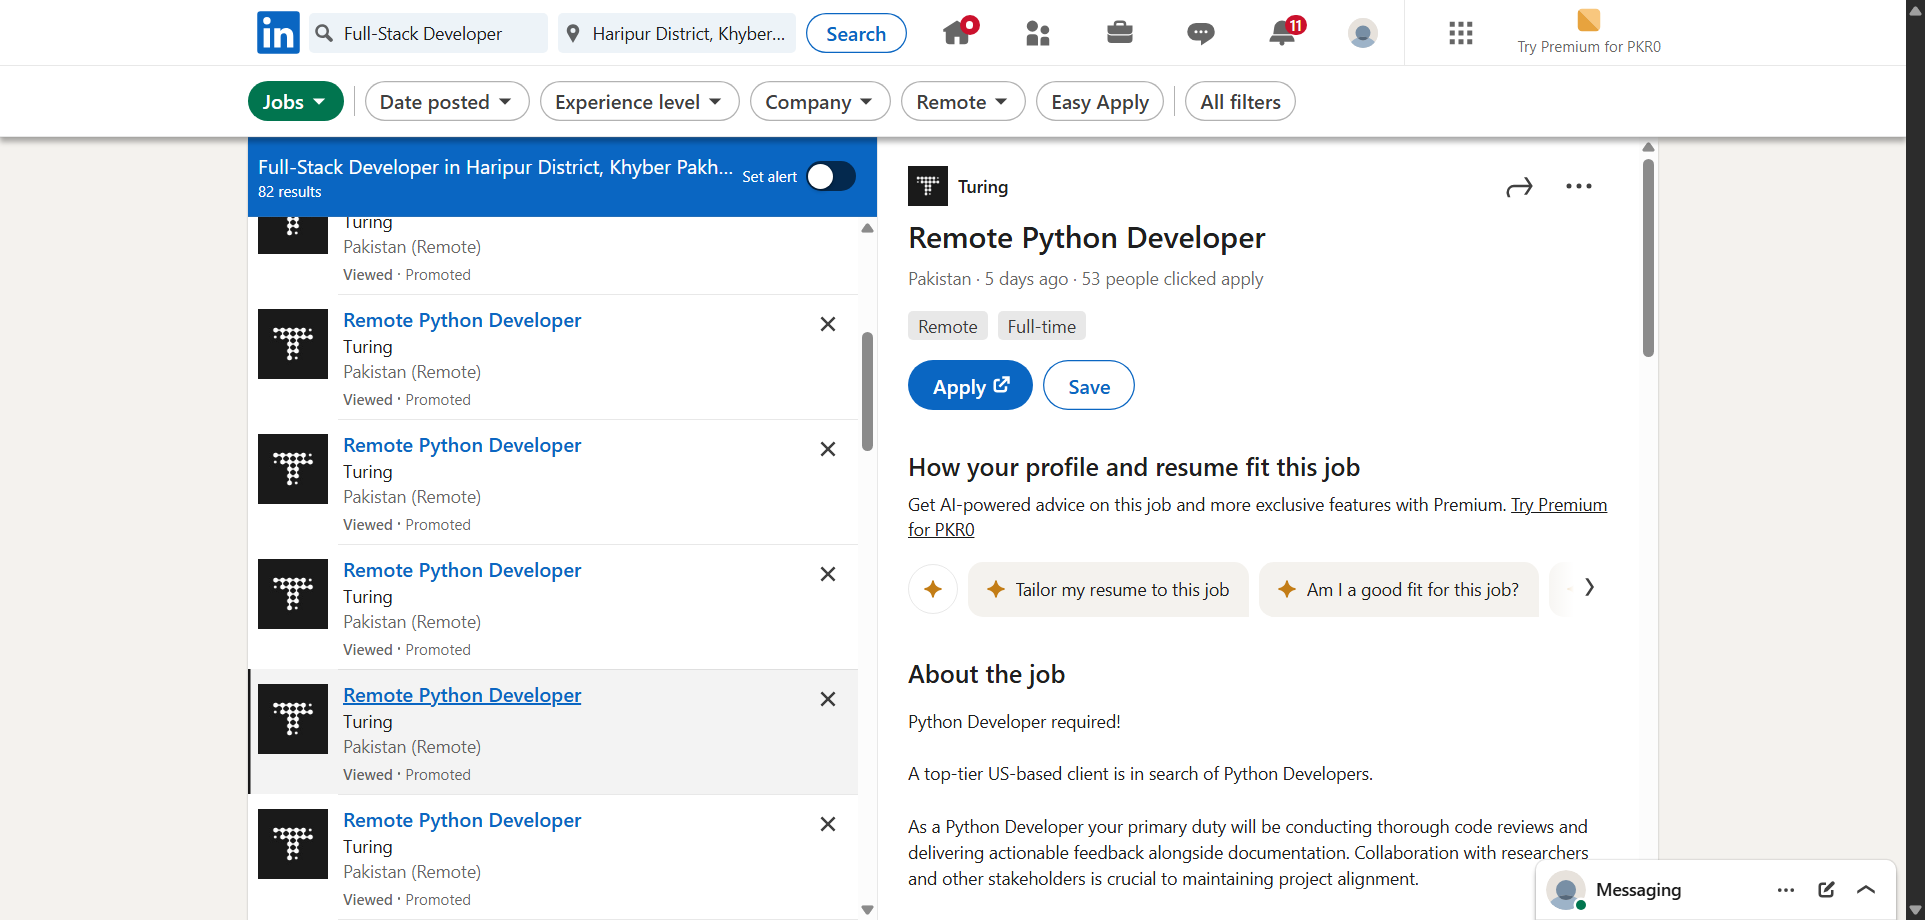 in
Full-Stack Developer
Haripur District, Khyber...
Search
11
Try Premium for PKR0
Jobs
Date posted
Experience level
Company
Remote
Easy Apply
All filters
Full-Stack Developer in Haripur District, Khyber Pakh...
82 results
Set alert
Turing
Pakistan (Remote)
Viewed · Promoted
Remote Python Developer
Turing
Pakistan (Remote)
Viewed · Promoted
Remote Python Developer
Turing
Pakistan (Remote)
Viewed · Promoted
Remote Python Developer
Turing
Pakistan (Remote)
Viewed · Promoted
Remote Python Developer
Turing
Pakistan (Remote)
Viewed · Promoted
Remote Python Developer
Turing
Pakistan (Remote)
Viewed · Promoted
Turing
Remote Python Developer
Pakistan · 5 days ago · 53 people clicked apply
Remote
Full-time
Apply
Save
How your profile and resume fit this job
Get AI-powered advice on this job and more exclusive features with Premium. Try Premium
for PKR0
Tailor my resume to this job
Am I a good fit for this job?
About the job
Python Developer required!
A top-tier US-based client is in search of Python Developers.
As a Python Developer your primary duty will be conducting thorough code reviews and
delivering actionable feedback alongside documentation. Collaboration with researchers
and other stakeholders is crucial to maintaining project alignment.
Messaging